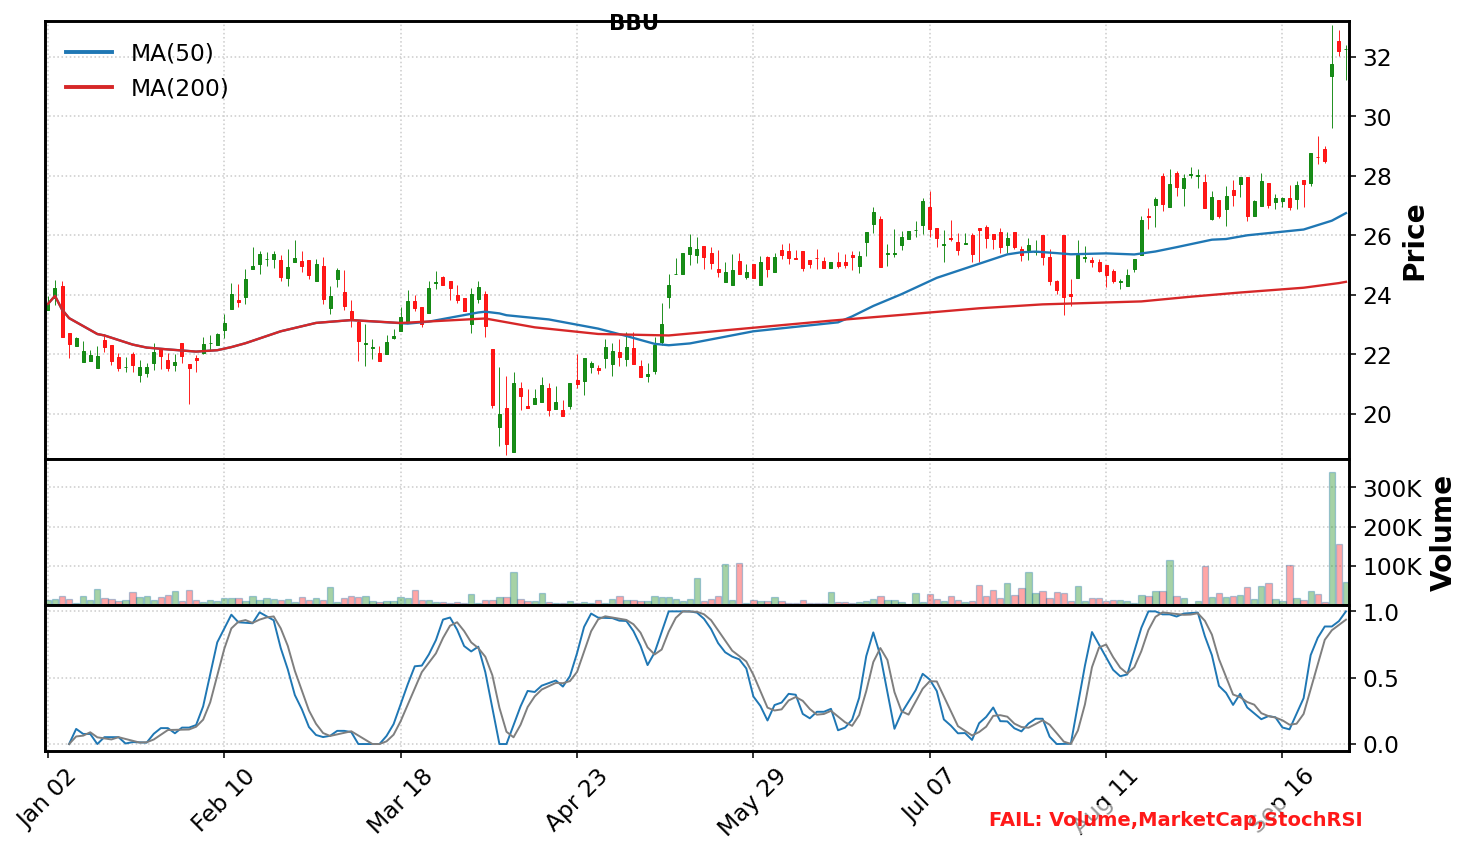 BBU
MA(50)
MA(200)
32
30
28
26
24
22
20
Price
300K
200K
100K
Volume
1.0
0.5
0.0
Jan 02
Feb 10
Mar 18
Apr 23
May 29
Jul 07
Aug 11
Sep 16
FAIL: Volume,MarketCap,StochRSI